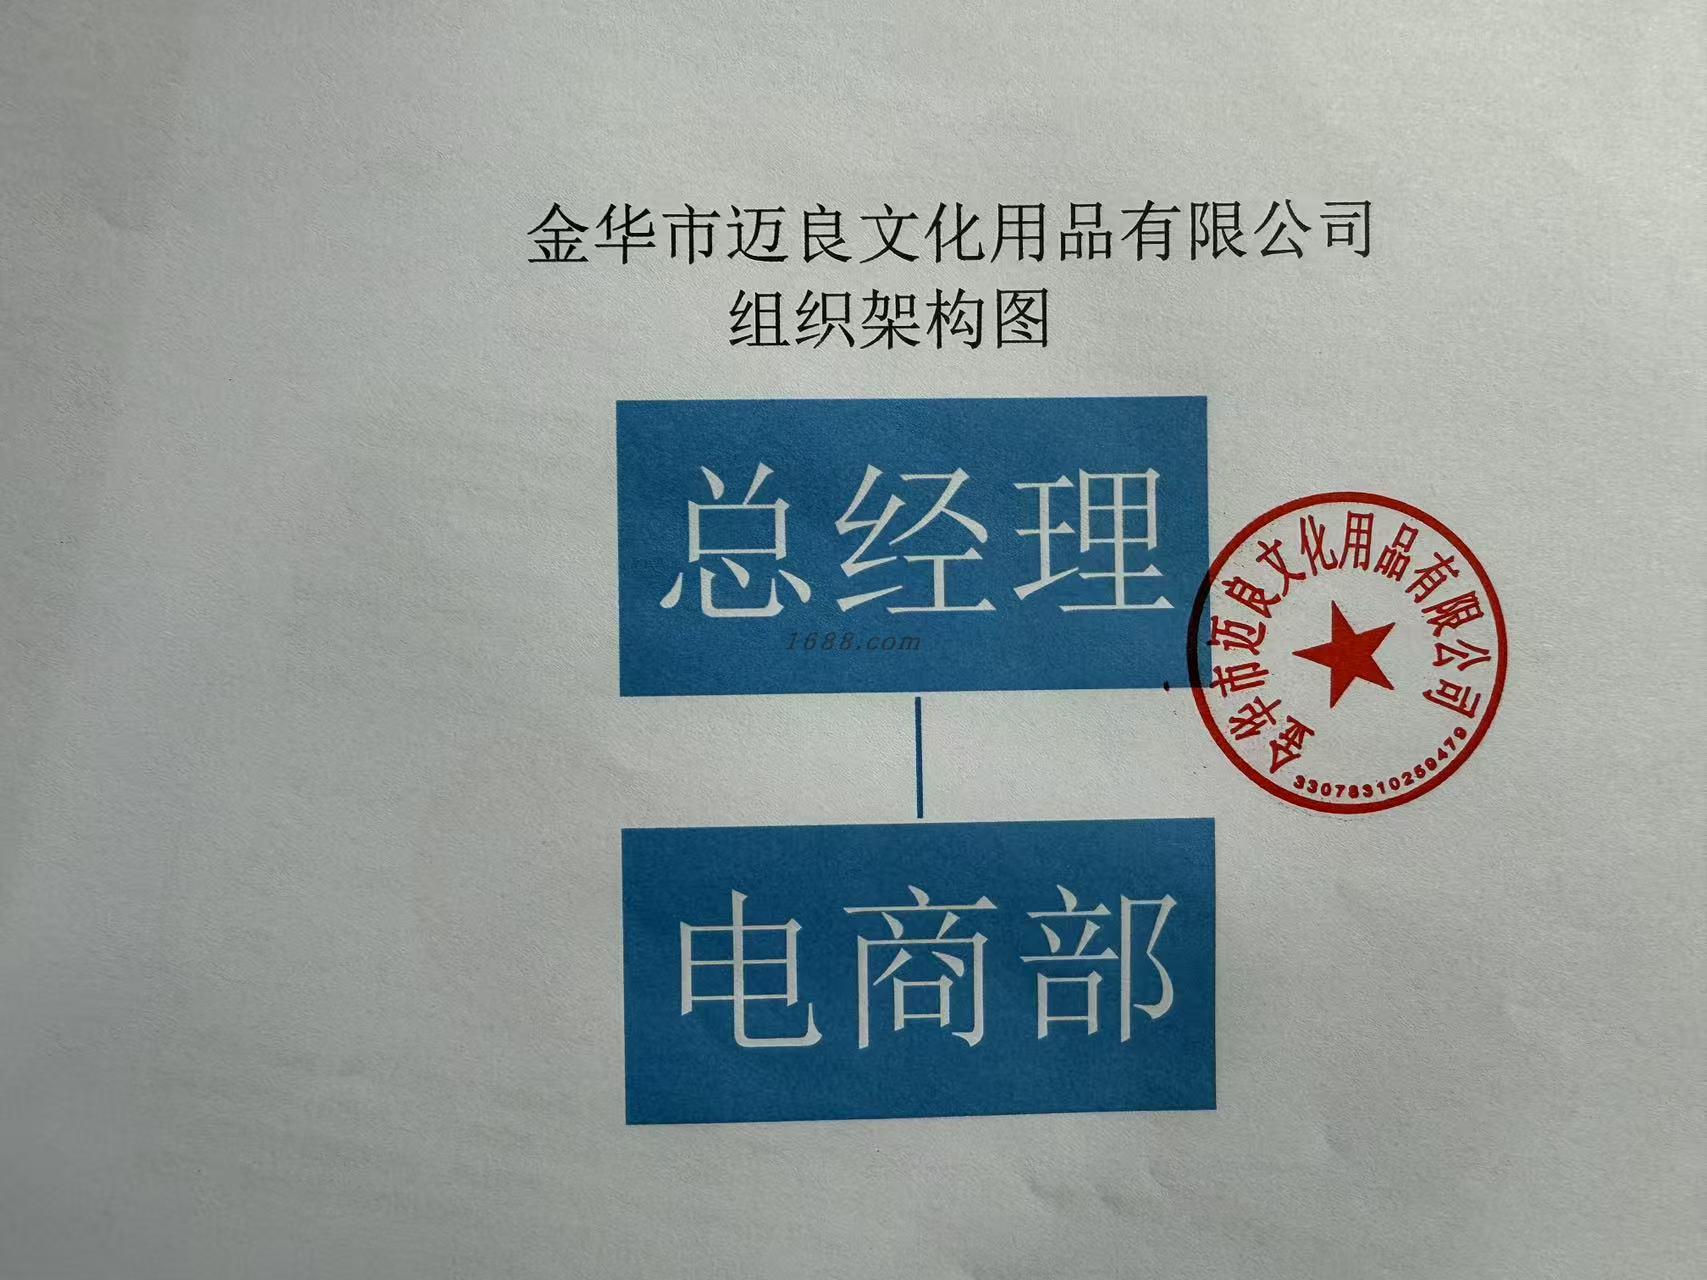 金华市迈良文化用品有限公司
组织架构图
总经理
1688.com
金华市迈良文化用品有限公司
33078310259479
电商部